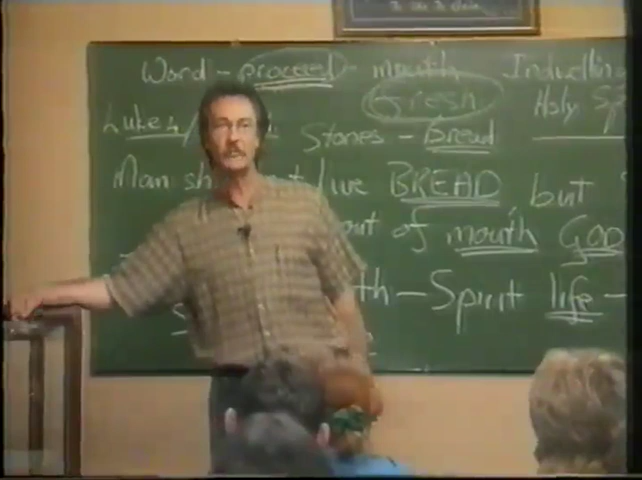 Word - proceed - mouth Indwelling
Fresh Holy
Luke 4 Stones - Bread
Man sh live BREAD but
out of mouth GOD
th - Spirit life -